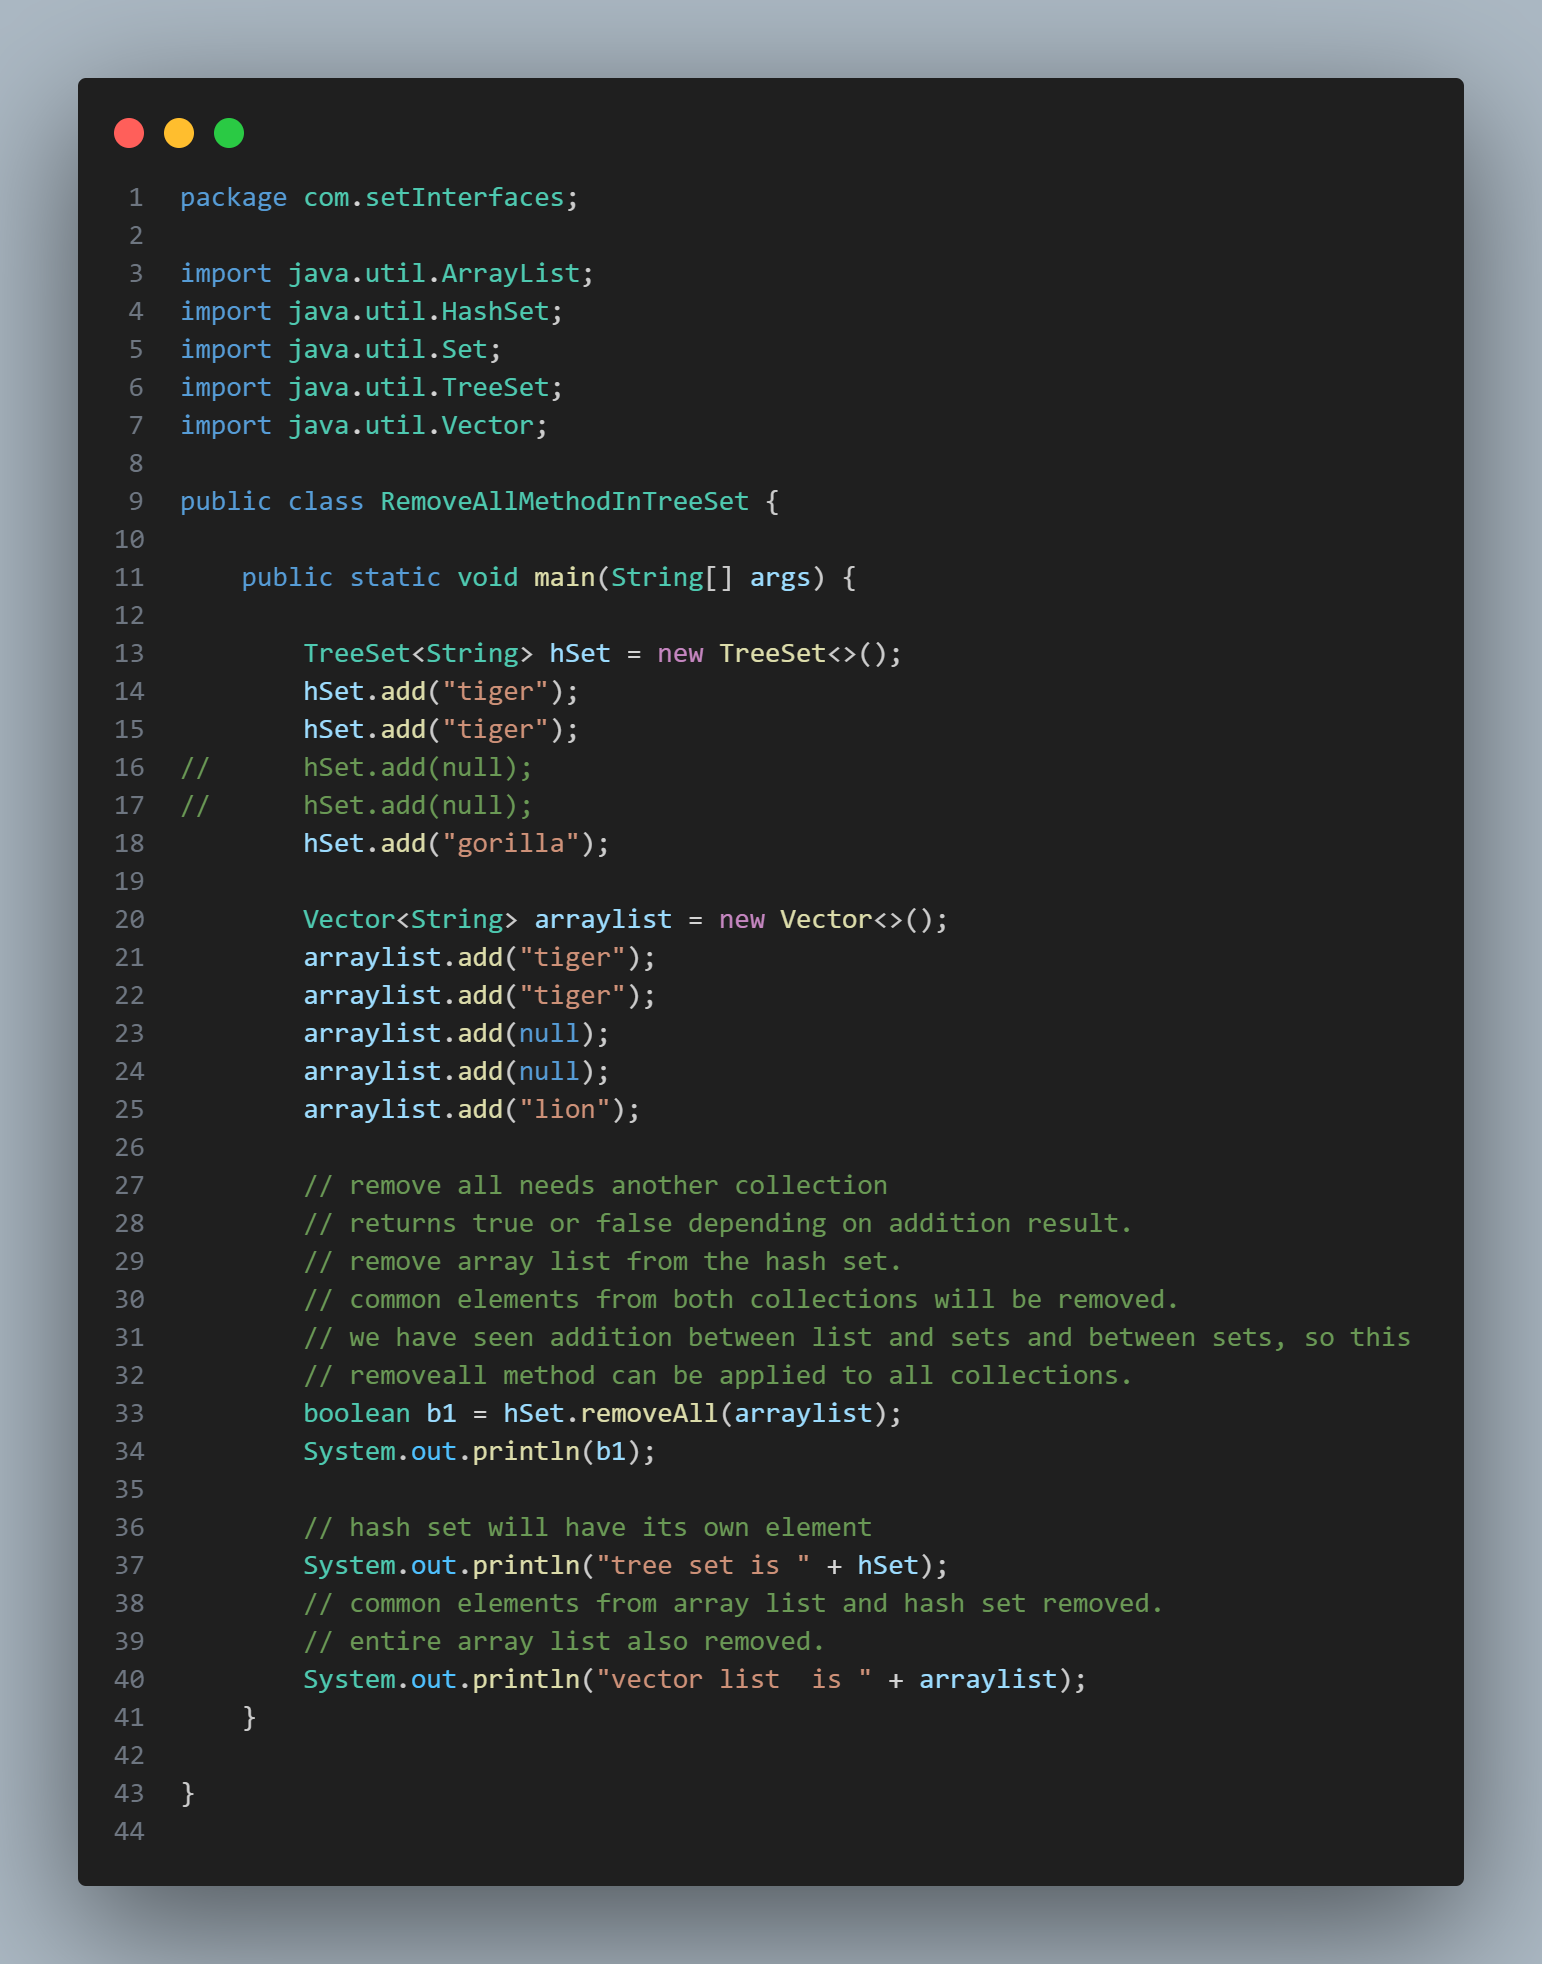 1 package com.setInterfaces;
2
3 import java.util.ArrayList;
4 import java.util.HashSet;
5 import java.util.Set;
6 import java.util.TreeSet;
7 import java.util.Vector;
8
9 public class RemoveAllMethodInTreeSet {
10
11     public static void main(String[] args) {
12
13         TreeSet<String> hSet = new TreeSet<>();
14         hSet.add("tiger");
15         hSet.add("tiger");
16 //      hSet.add(null);
17 //      hSet.add(null);
18         hSet.add("gorilla");
19
20         Vector<String> arraylist = new Vector<>();
21         arraylist.add("tiger");
22         arraylist.add("tiger");
23         arraylist.add(null);
24         arraylist.add(null);
25         arraylist.add("lion");
26
27         // remove all needs another collection
28         // returns true or false depending on addition result.
29         // remove array list from the hash set.
30         // common elements from both collections will be removed.
31         // we have seen addition between list and sets and between sets, so this
32         // removeall method can be applied to all collections.
33         boolean b1 = hSet.removeAll(arraylist);
34         System.out.println(b1);
35
36         // hash set will have its own element
37         System.out.println("tree set is " + hSet);
38         // common elements from array list and hash set removed.
39         // entire array list also removed.
40         System.out.println("vector list  is " + arraylist);
41     }
42
43 }
44